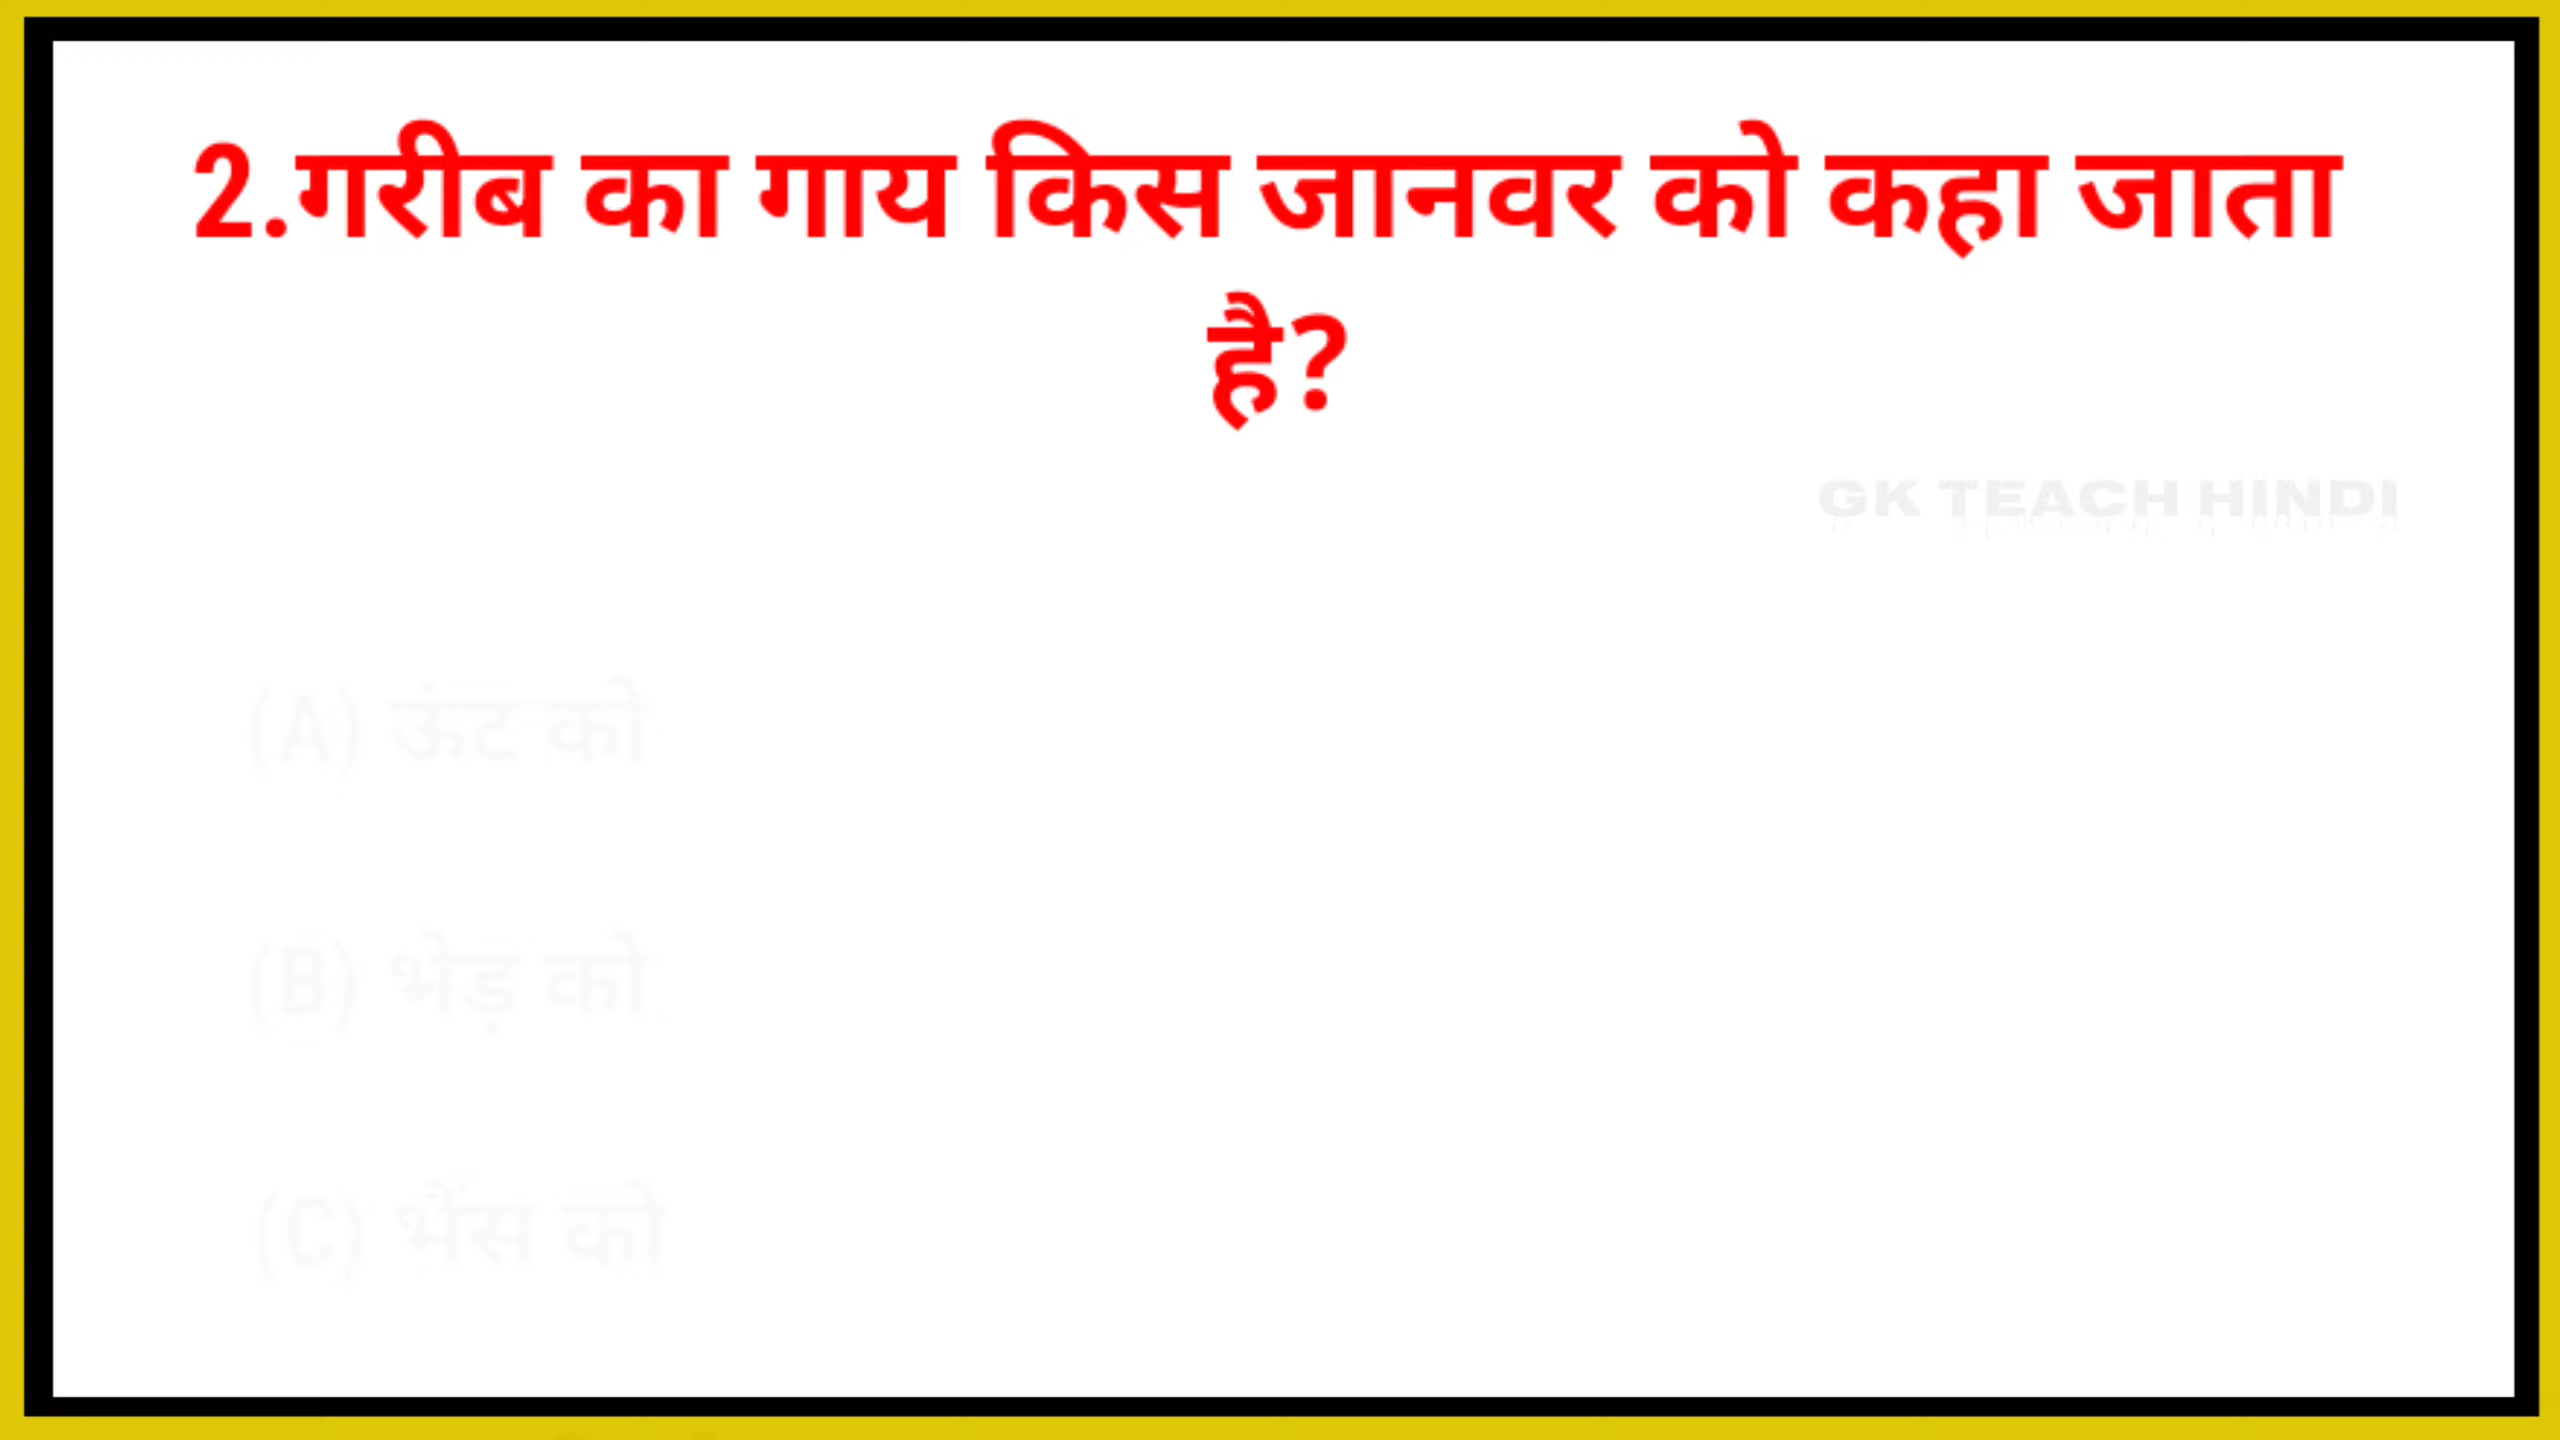 2.गरीब का गाय किस जानवर को कहा जाता
है?
GK TEACH HINDI
(A) ऊंट को
(B) भेड़ को
(C) भैंस को